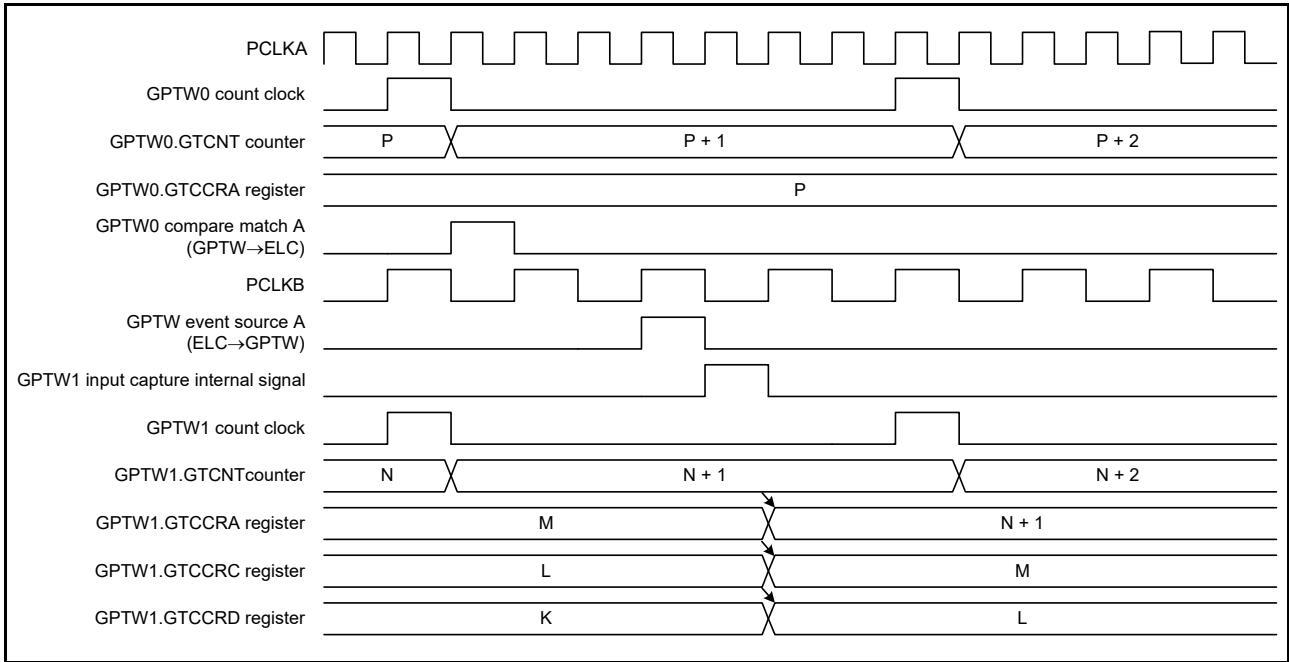 PCLKA
GPTW0 count clock
GPTW0.GTCNT counter P P + 1 P + 2
GPTW0.GTCCRA register P
GPTW0 compare match A
(GPTW→ELC)
PCLKB
GPTW event source A
(ELC→GPTW)
GPTW1 input capture internal signal
GPTW1 count clock
GPTW1.GTCNTcounter N N + 1 N + 2
GPTW1.GTCCRA register M N + 1
GPTW1.GTCCRC register L M
GPTW1.GTCCRD register K L